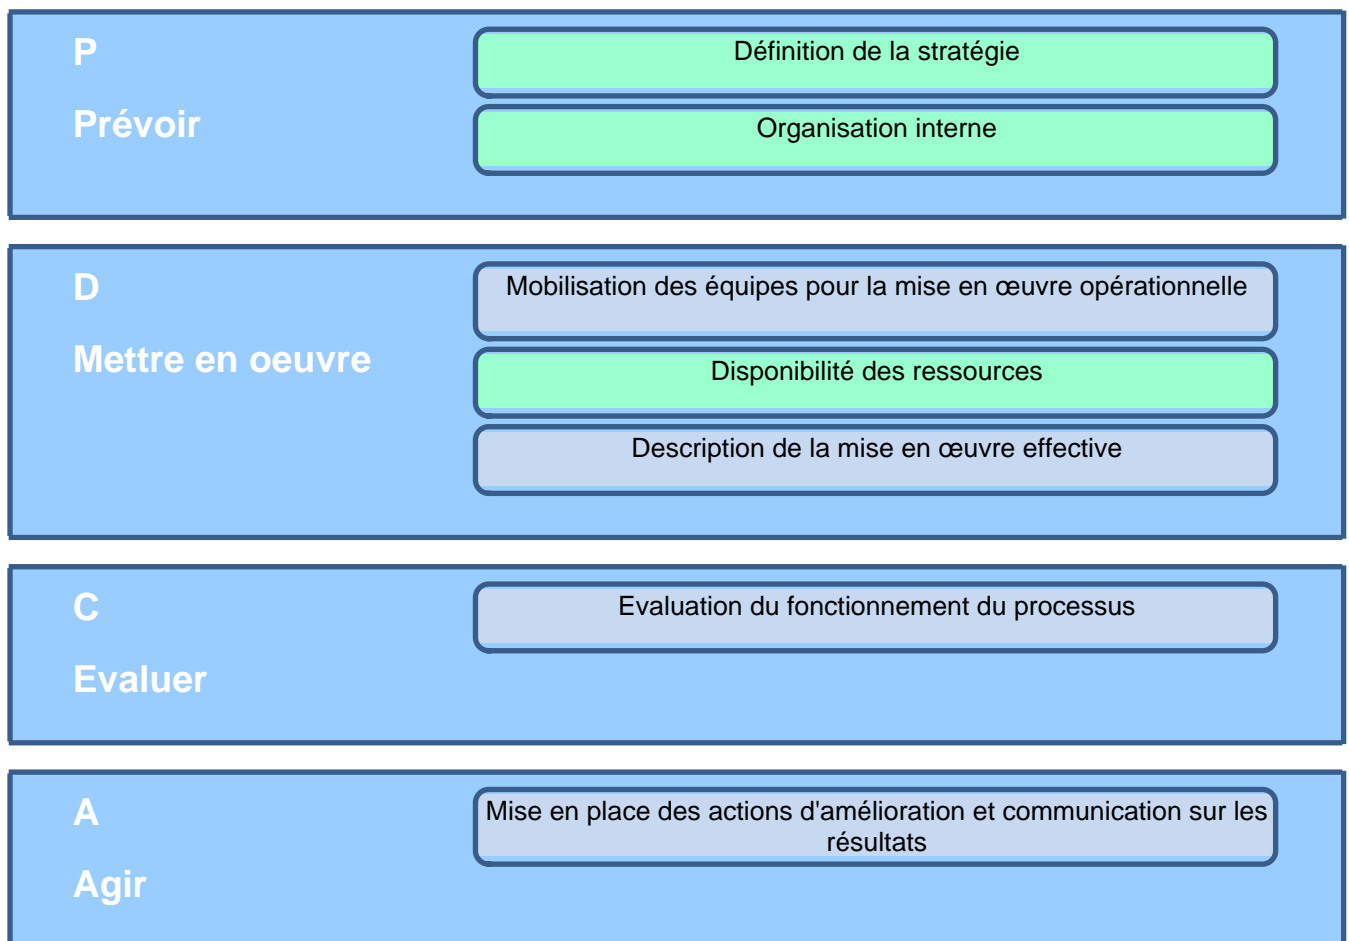 P
Prévoir
Définition de la stratégie
Organisation interne
D
Mettre en oeuvre
Mobilisation des équipes pour la mise en œuvre opérationnelle
Disponibilité des ressources
Description de la mise en œuvre effective
C
Evaluer
Evaluation du fonctionnement du processus
A
Agir
Mise en place des actions d'amélioration et communication sur les
résultats